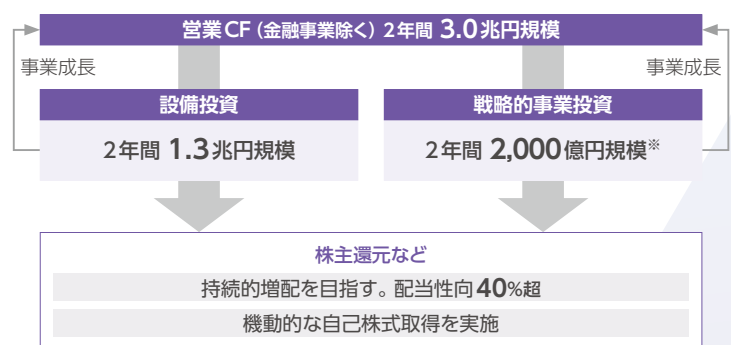 営業CF（金融事業除く）2年間 3.0兆円規模
事業成長 事業成長
設備投資 戦略的事業投資
2年間 1.3兆円規模 2年間 2,000億円規模※
株主還元など
持続的増配を目指す。配当性向40%超
機動的な自己株式取得を実施